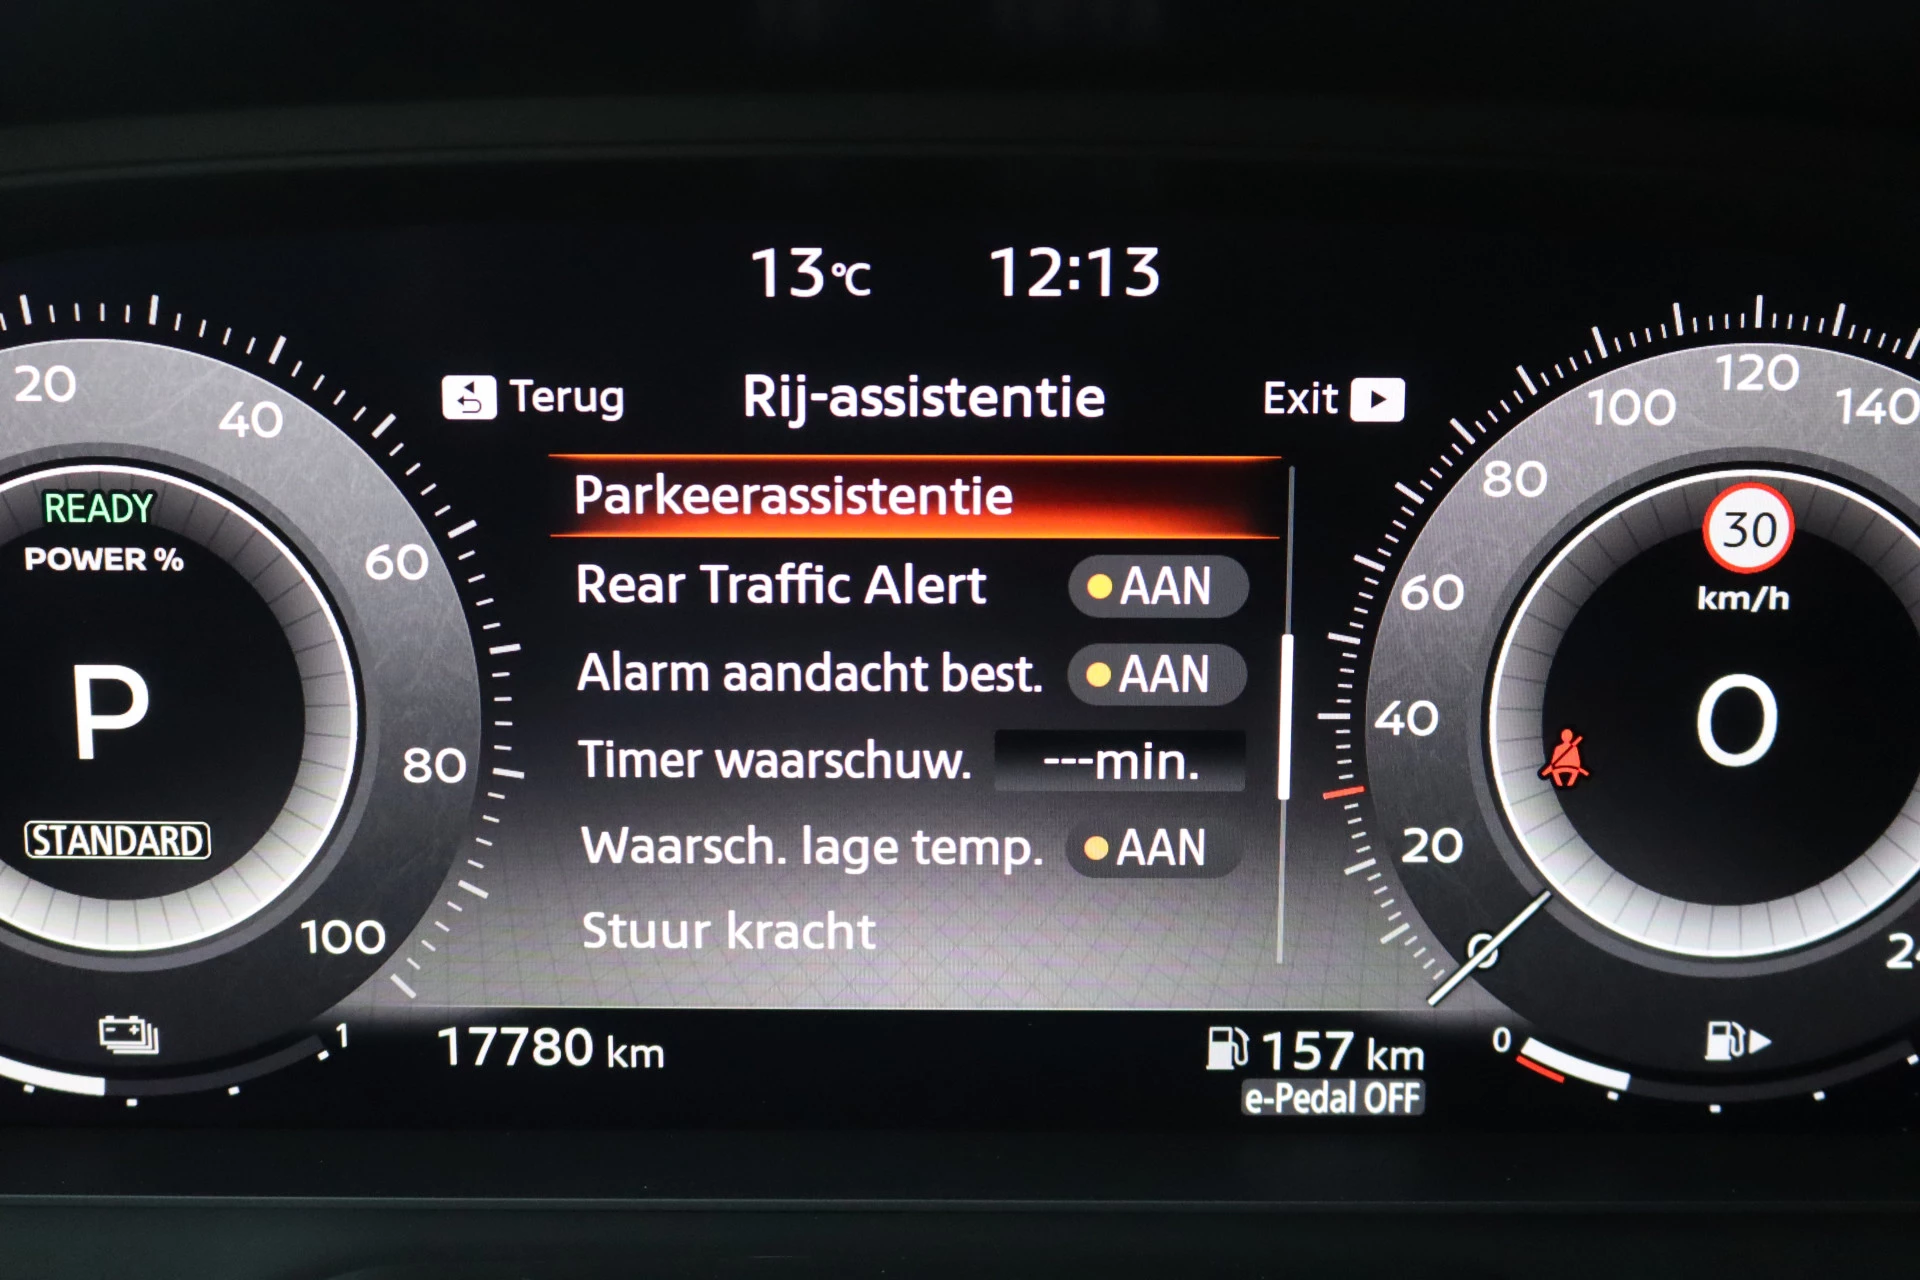 13°C 12:13
Terug Rij-assistentie Exit
Parkeerassistentie
Rear Traffic Alert AAN
Alarm aandacht best. AAN
Timer waarschuw. ---min.
Waarsch. lage temp. AAN
Stuur kracht
20
40
60
80
100
READY
POWER %
P
STANDARD
1
17780 km
157 km
e-Pedal OFF
0
20
40
60
80
100
120
140
30
km/h
0
0